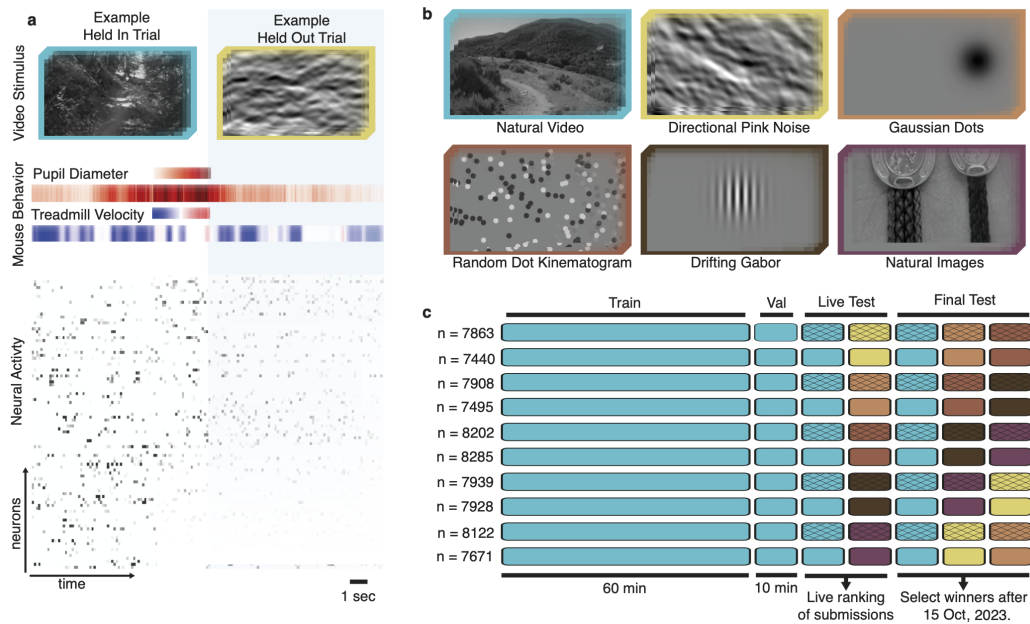 a
Example
Held In Trial
Example
Held Out Trial
Video Stimulus
Mouse Behavior
Pupil Diameter
Treadmill Velocity
Neural Activity
neurons
time
1 sec
b
Natural Video
Directional Pink Noise
Gaussian Dots
Random Dot Kinematogram
Drifting Gabor
Natural Images
c
Train
Val
Live Test
Final Test
n = 7863
n = 7440
n = 7908
n = 7495
n = 8202
n = 8285
n = 7939
n = 7928
n = 8122
n = 7671
60 min
10 min
Live ranking
of submissions
Select winners after
15 Oct, 2023.